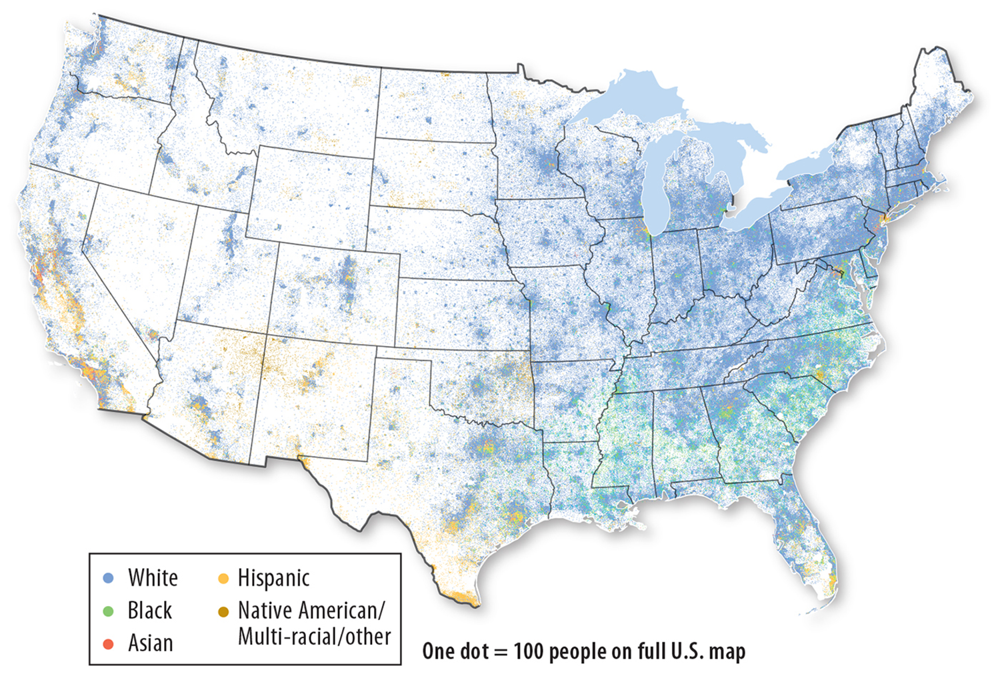 White
Black
Asian
Hispanic
Native American/
Multi-racial/other
One dot = 100 people on full U.S. map